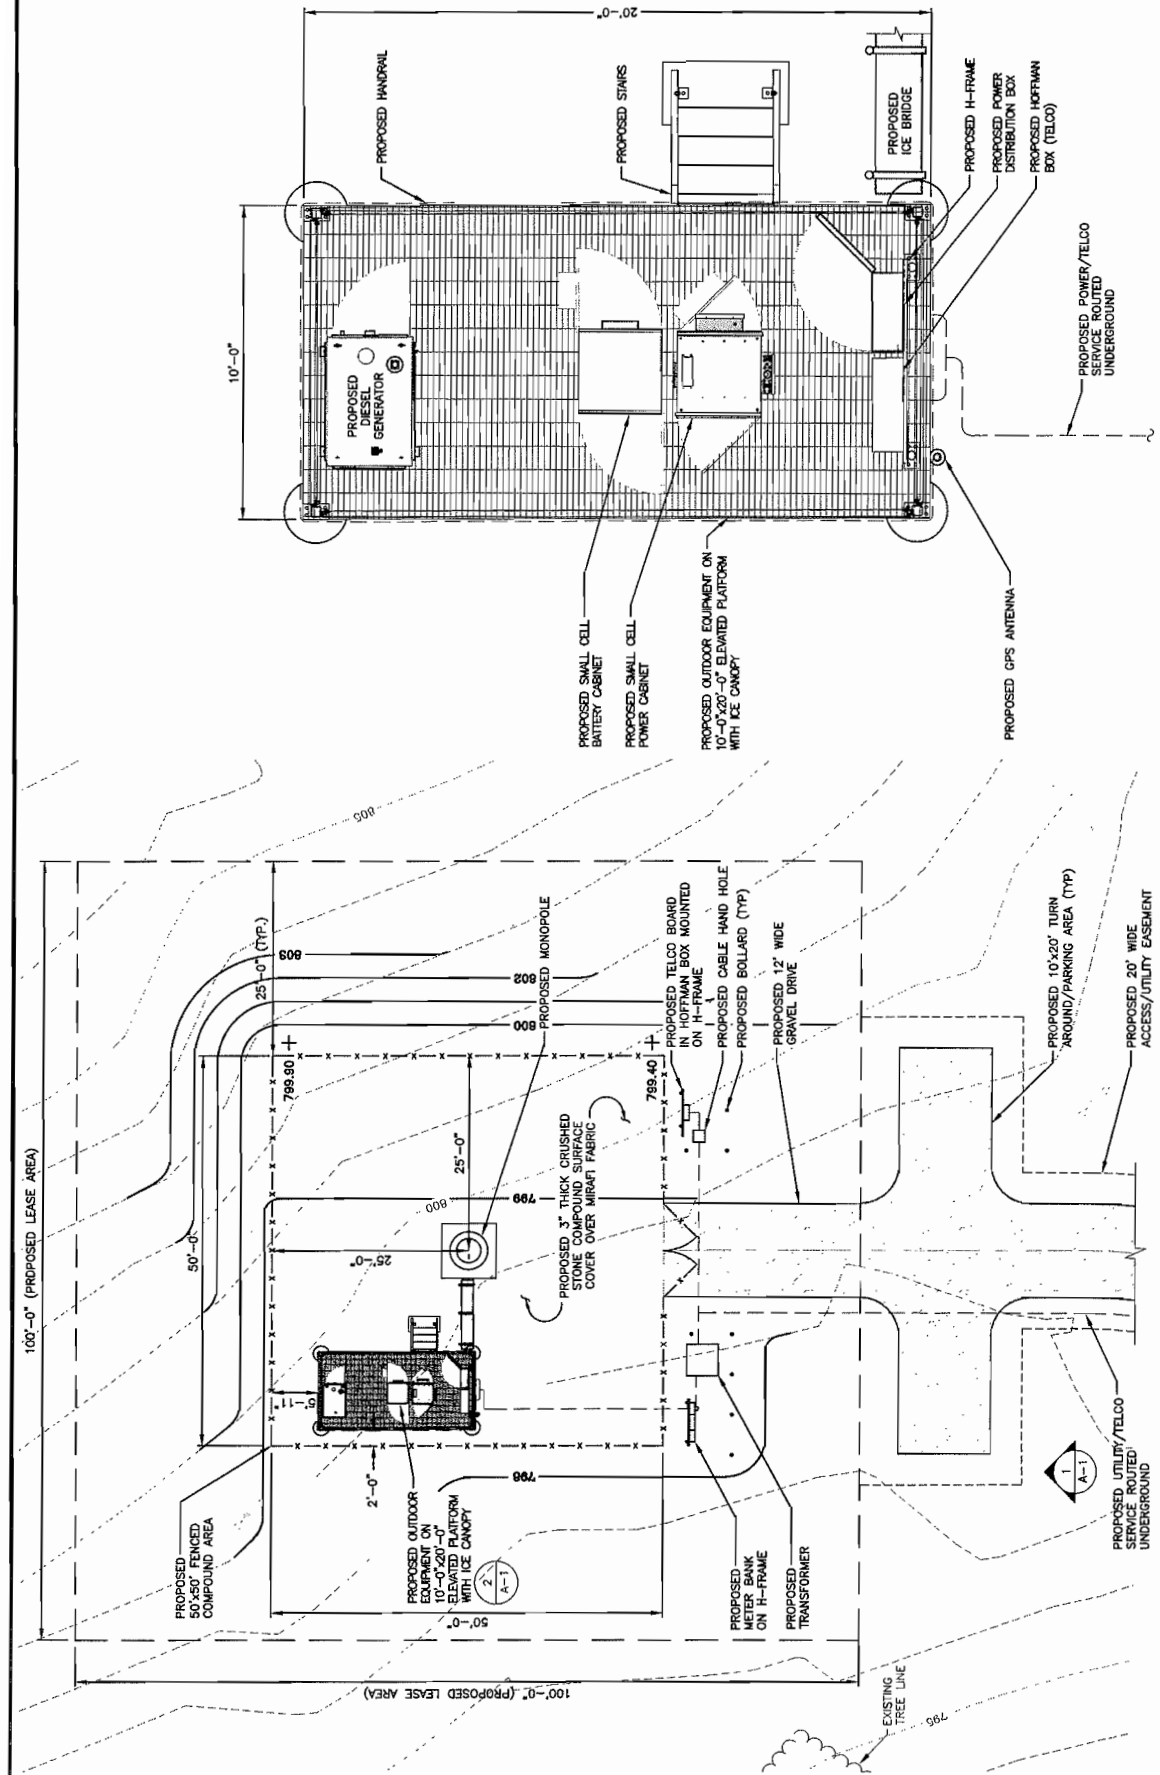 100'-0" (PROPOSED LEASE AREA)
100'-0" (PROPOSED LEASE AREA)
PROPOSED
50'x50' FENCED
COMPOUND AREA
50'-0"
25'-0" (TYP.)
803
802
800
799.90
799.40
805
800
799
798
795
25'-0"
25'-0"
5'-11"
2'-0"
50'-0"
PROPOSED MONOPOLE
PROPOSED 3" THICK CRUSHED
STONE COMPOUND SURFACE
COVER OVER MIRAFI FABRIC
PROPOSED OUTDOOR
EQUIPMENT ON
10'-0"x20'-0"
ELEVATED PLATFORM
WITH ICE CANOPY
2
A-1
PROPOSED TELCO BOARD
IN HOFFMAN BOX MOUNTED
ON H-FRAME
PROPOSED CABLE HAND HOLE
PROPOSED BOLLARD (TYP)
PROPOSED 12' WIDE
GRAVEL DRIVE
PROPOSED
METER BANK
ON H-FRAME
PROPOSED
TRANSFORMER
PROPOSED 10'x20' TURN
AROUND/PARKING AREA (TYP)
PROPOSED 20' WIDE
ACCESS/UTILITY EASEMENT
1
A-1
PROPOSED UTILITY/TELCO
SERVICE ROUTED
UNDERGROUND
EXISTING
TREE LINE
10'-0"
20'-0"
PROPOSED HANDRAIL
PROPOSED
DIESEL
GENERATOR
PROPOSED STAIRS
PROPOSED
ICE BRIDGE
PROPOSED H-FRAME
PROPOSED POWER
DISTRIBUTION BOX
PROPOSED HOFFMAN
BOX (TELCO)
PROPOSED POWER/TELCO
SERVICE ROUTED
UNDERGROUND
PROPOSED SMALL CELL
BATTERY CABINET
PROPOSED SMALL CELL
POWER CABINET
PROPOSED OUTDOOR EQUIPMENT ON
10'-0"x20'-0" ELEVATED PLATFORM
WITH ICE CANOPY
PROPOSED GPS ANTENNA